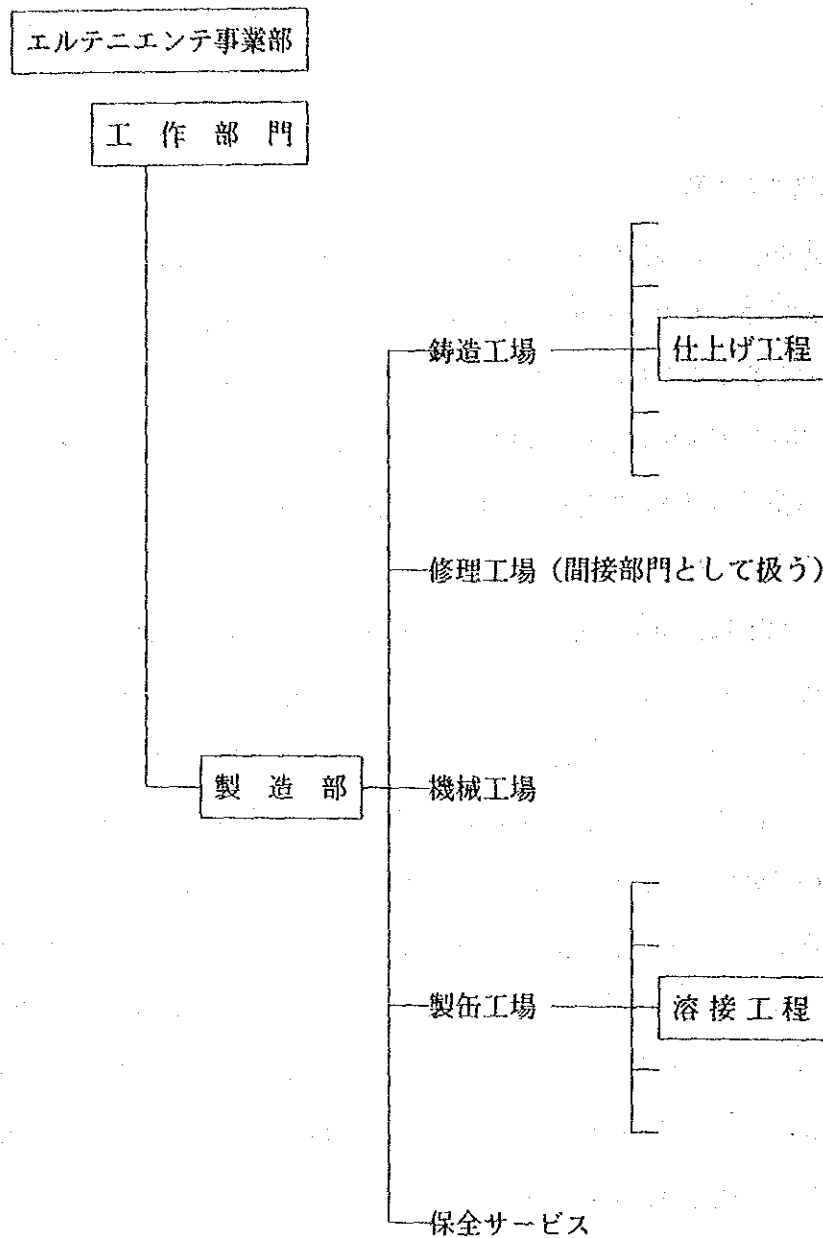 エルテニエンテ事業部
工作部門
鋳造工場
仕上げ工程
修理工場（間接部門として扱う）
製造部
機械工場
製缶工場
溶接工程
保全サービス